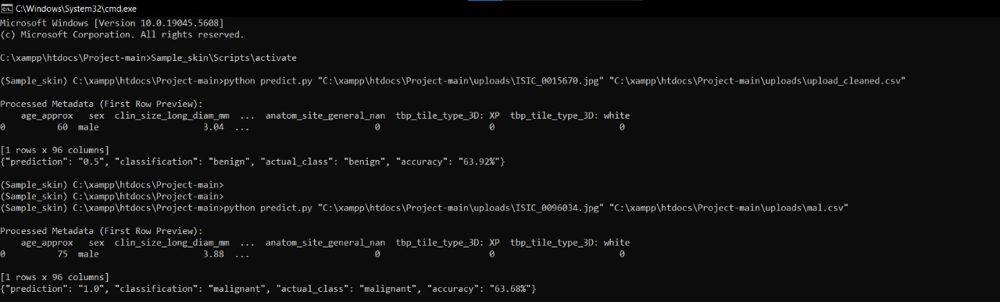 C:\Windows\System32\cmd.exe
Microsoft Windows [Version 10.0.19045.5608]
(c) Microsoft Corporation. All rights reserved.
C:\xampp\htdocs\Project-main>Sample_skin\Scripts\activate
(Sample_skin) C:\xampp\htdocs\Project-main>python predict.py "C:\xampp\htdocs\Project-main\uploads\ISIC_0015670.jpg" "C:\xampp\htdocs\Project-main\uploads\upload_cleaned.csv"
Processed Metadata (First Row Preview):
age_approx sex clin_size_long_diam_mm ... anatom_site_general_nan tbp_tile_type_3D: XP tbp_tile_type_3D: white
0 60 male 3.04 ... 0 0 0
[1 rows x 96 columns]
{"prediction": "0.5", "classification": "benign", "actual_class": "benign", "accuracy": "63.92%"}
(Sample_skin) C:\xampp\htdocs\Project-main>
(Sample_skin) C:\xampp\htdocs\Project-main>
(Sample_skin) C:\xampp\htdocs\Project-main>python predict.py "C:\xampp\htdocs\Project-main\uploads\ISIC_0096034.jpg" "C:\xampp\htdocs\Project-main\uploads\mal.csv"
Processed Metadata (First Row Preview):
age_approx sex clin_size_long_diam_mm ... anatom_site_general_nan tbp_tile_type_3D: XP tbp_tile_type_3D: white
0 75 male 3.88 ... 0 0 0
[1 rows x 96 columns]
{"prediction": "1.0", "classification": "malignant", "actual_class": "malignant", "accuracy": "63.68%"}